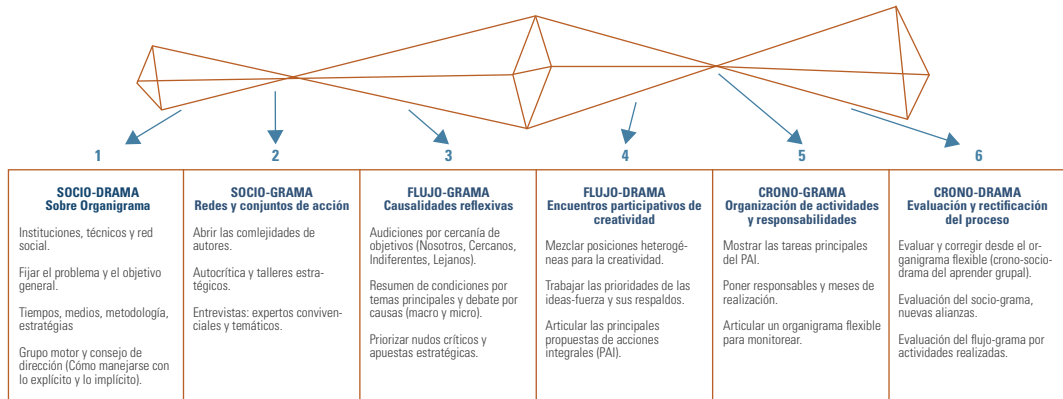 1
2
3
4
5
6
SOCIO-DRAMA
Sobre Organigrama
Instituciones, técnicos y red
social.
Fijar el problema y el objetivo
general.
Tiempos, medios, metodología,
estratégias
Grupo motor y consejo de
dirección (Cómo manejarse con
lo explícito y lo implícito).
SOCIO-GRAMA
Redes y conjuntos de acción
Abrir las comlejidades de
autores.
Autocrítica y talleres estra-
tégicos.
Entrevistas: expertos conviven-
ciales y temáticos.
FLUJO-GRAMA
Causalidades reflexivas
Audiciones por cercanía de
objetivos (Nosotros, Cercanos,
Indiferentes, Lejanos).
Resumen de condiciones por
temas principales y debate por
causas (macro y micro).
Priorizar nudos críticos y
apuestas estratégicas.
FLUJO-DRAMA
Encuentros participativos de
creatividad
Mezclar posiciones heterogé-
neas para la creatividad.
Trabajar las prioridades de las
ideas-fuerza y sus respaldos.
Articular las principales
propuestas de acciones
integrales (PAI).
CRONO-GRAMA
Organización de actividades
y responsabilidades
Mostrar las tareas principales
del PAI.
Poner responsables y meses de
realización.
Articular un organigrama flexible
para monitorear.
CRONO-DRAMA
Evaluación y rectificación
del proceso
Evaluar y corregir desde el or-
ganigrama flexible (crono-socio-
drama del aprender grupal).
Evaluación del socio-grama,
nuevas alianzas.
Evaluación del flujo-grama por
actividades realizadas.